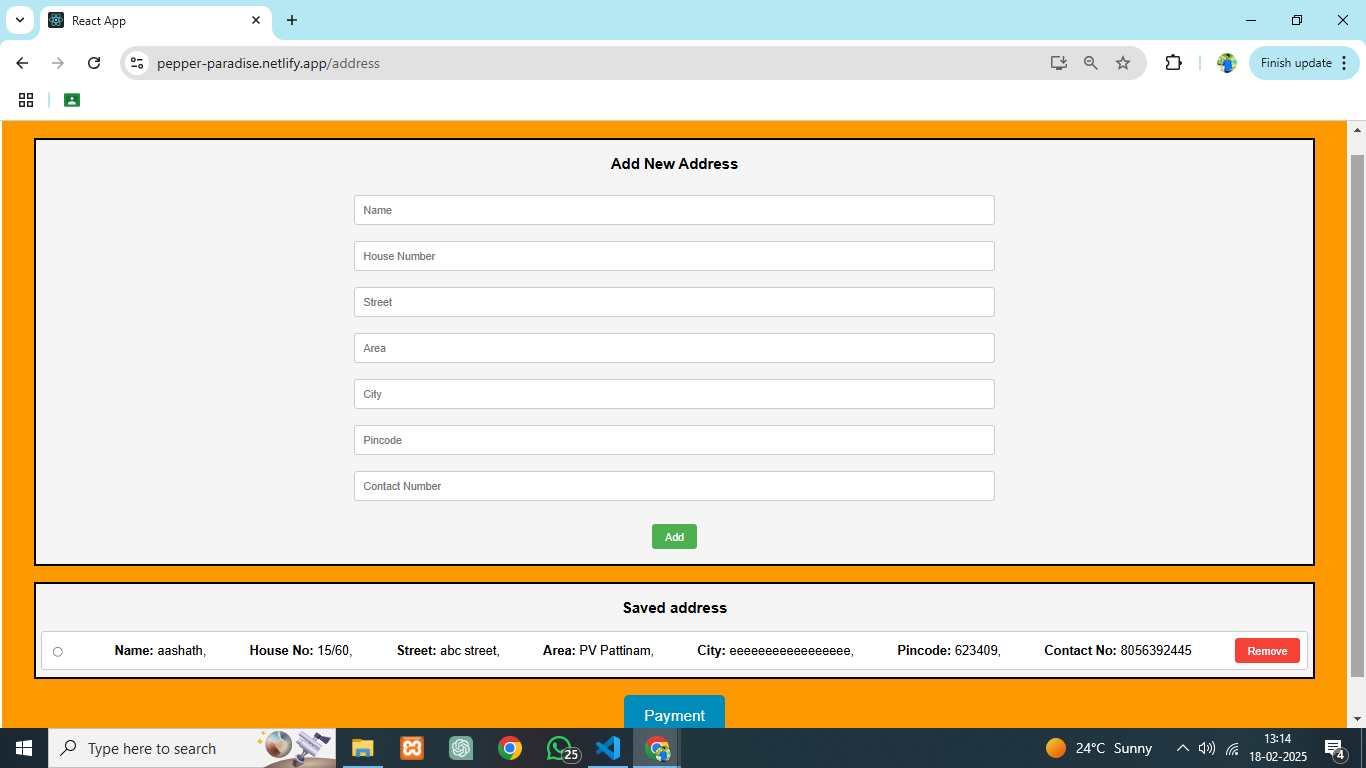 React App
pepper-paradise.netlify.app/address
Finish update
Add New Address
Name
House Number
Street
Area
City
Pincode
Contact Number
Add
Saved address
Name: aashath, House No: 15/60, Street: abc street, Area: PV Pattinam, City: eeeeeeeeeeeeeeeee, Pincode: 623409, Contact No: 8056392445 Remove
Payment
Type here to search
25
24°C Sunny
13:14
18-02-2025
4